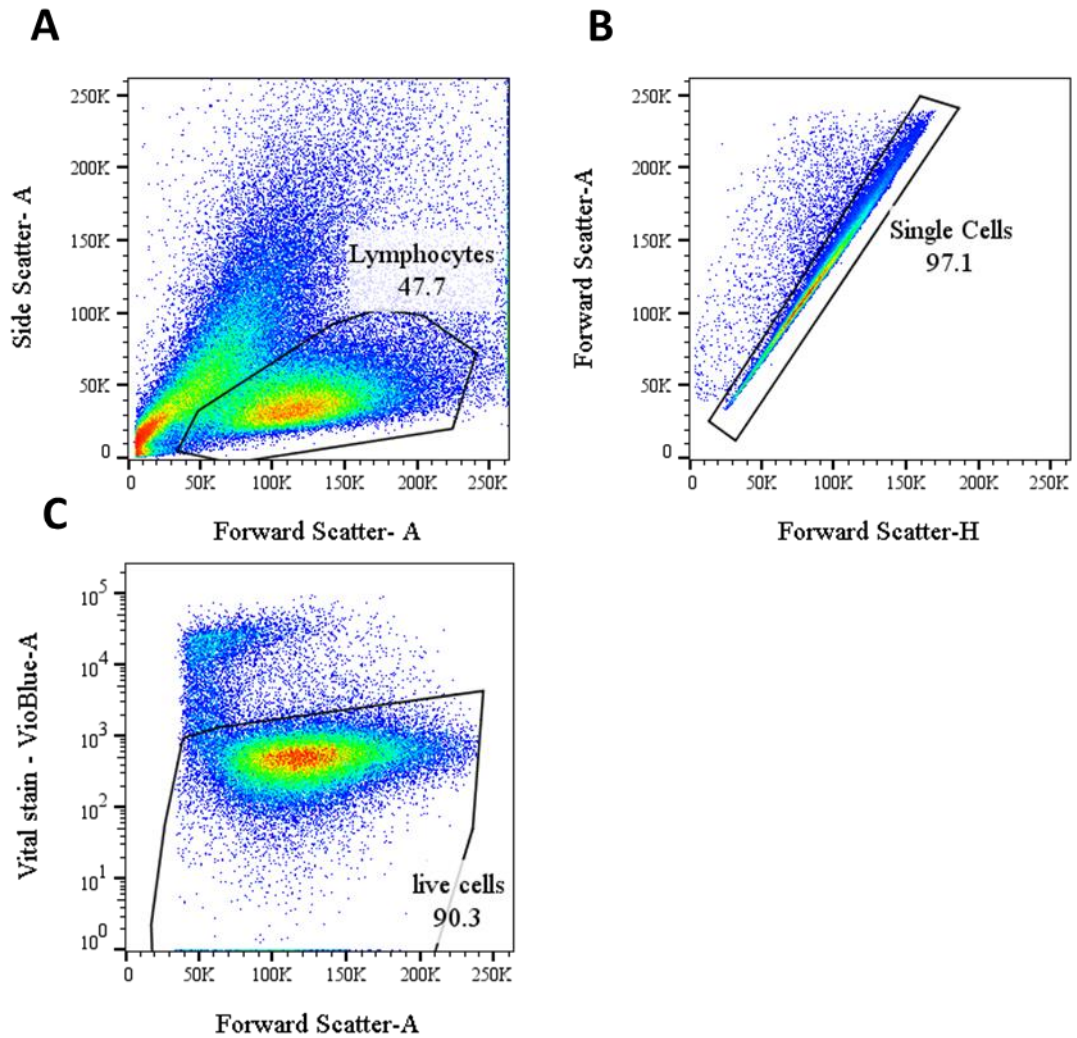 A
B
250K
200K
150K
100K
50K
0
Side Scatter- A
Lymphocytes
47.7
0 50K 100K 150K 200K 250K
Forward Scatter- A
250K
200K
150K
100K
50K
0
Forward Scatter-A
Single Cells
97.1
0 50K 100K 150K 200K 250K
Forward Scatter-H
C
10^5
10^4
10^3
10^2
10^1
10^0
Vital stain - VioBlue-A
live cells
90.3
0 50K 100K 150K 200K 250K
Forward Scatter-A